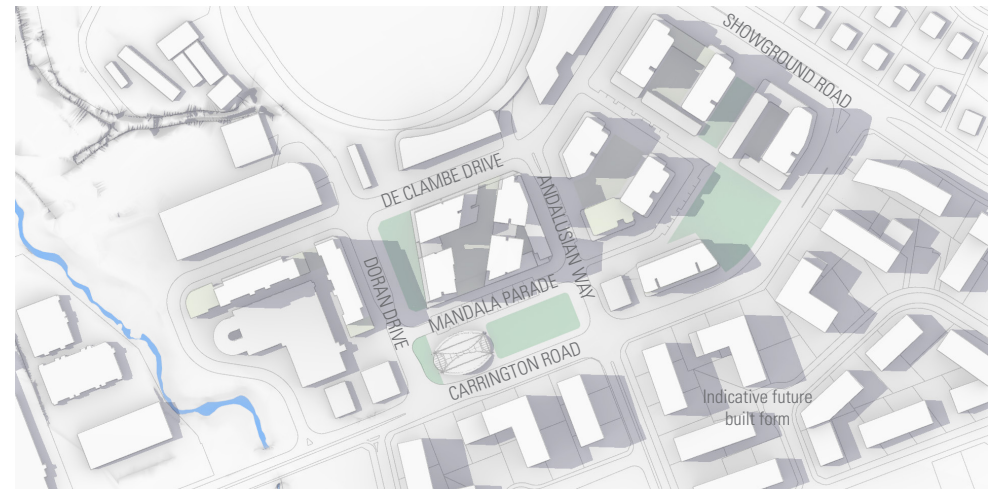 SHOWGROUND ROAD
DE CLAMBE DRIVE
ANDALUSIAN WAY
DORAN DRIVE
MANDALA PARADE
CARRINGTON ROAD
Indicative future
built form